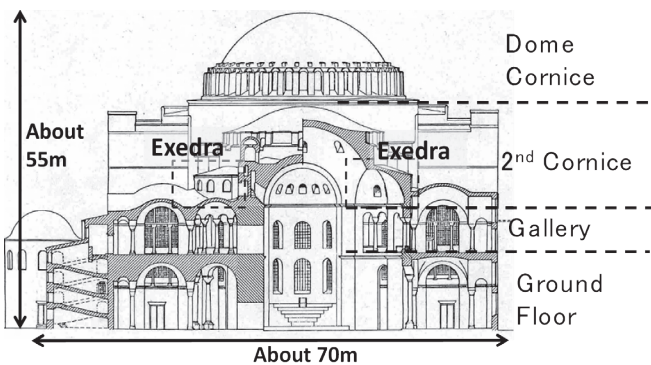 Dome
Cornice
About
55m
Exedra
Exedra
2nd Cornice
Gallery
Ground
Floor
About 70m